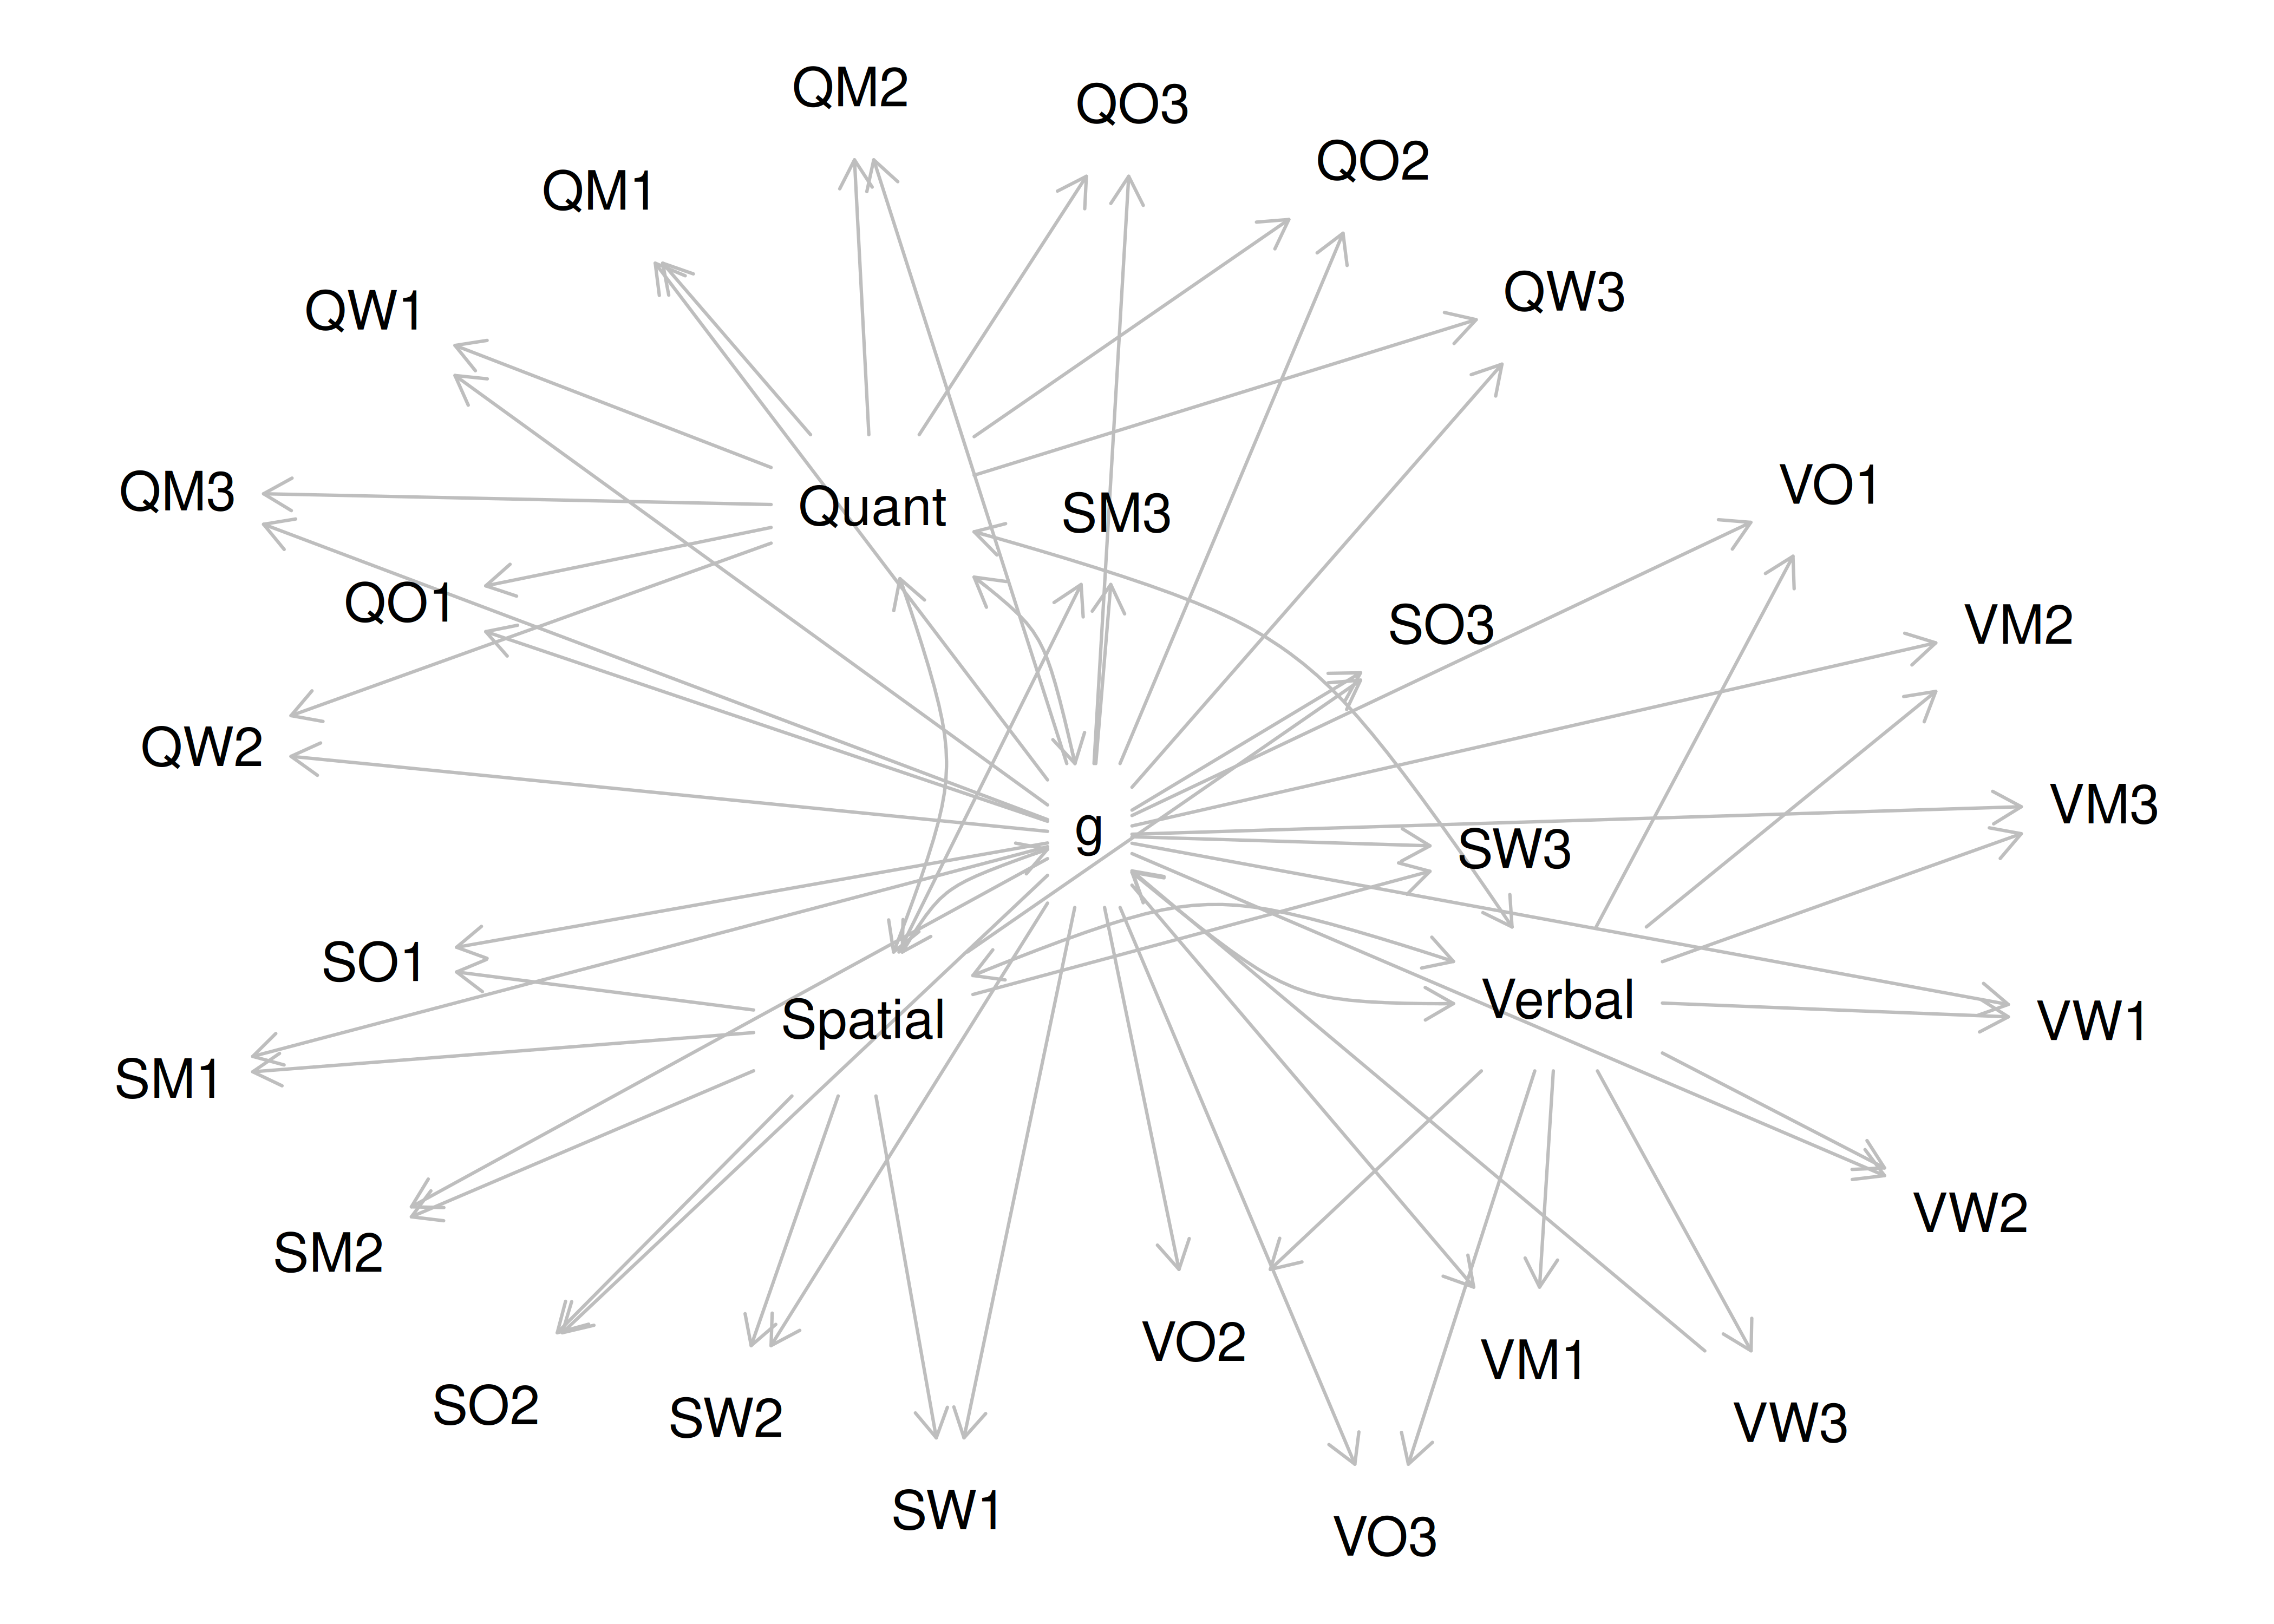 QM2
QO3
QO2
QM1
QW3
QW1
VO1
QM3
Quant
SM3
QO1
SO3
VM2
QW2
VM3
g
SW3
SO1
Verbal
Spatial
VW1
SM1
VW2
SM2
VO2
VM1
SO2
SW2
VW3
SW1
VO3